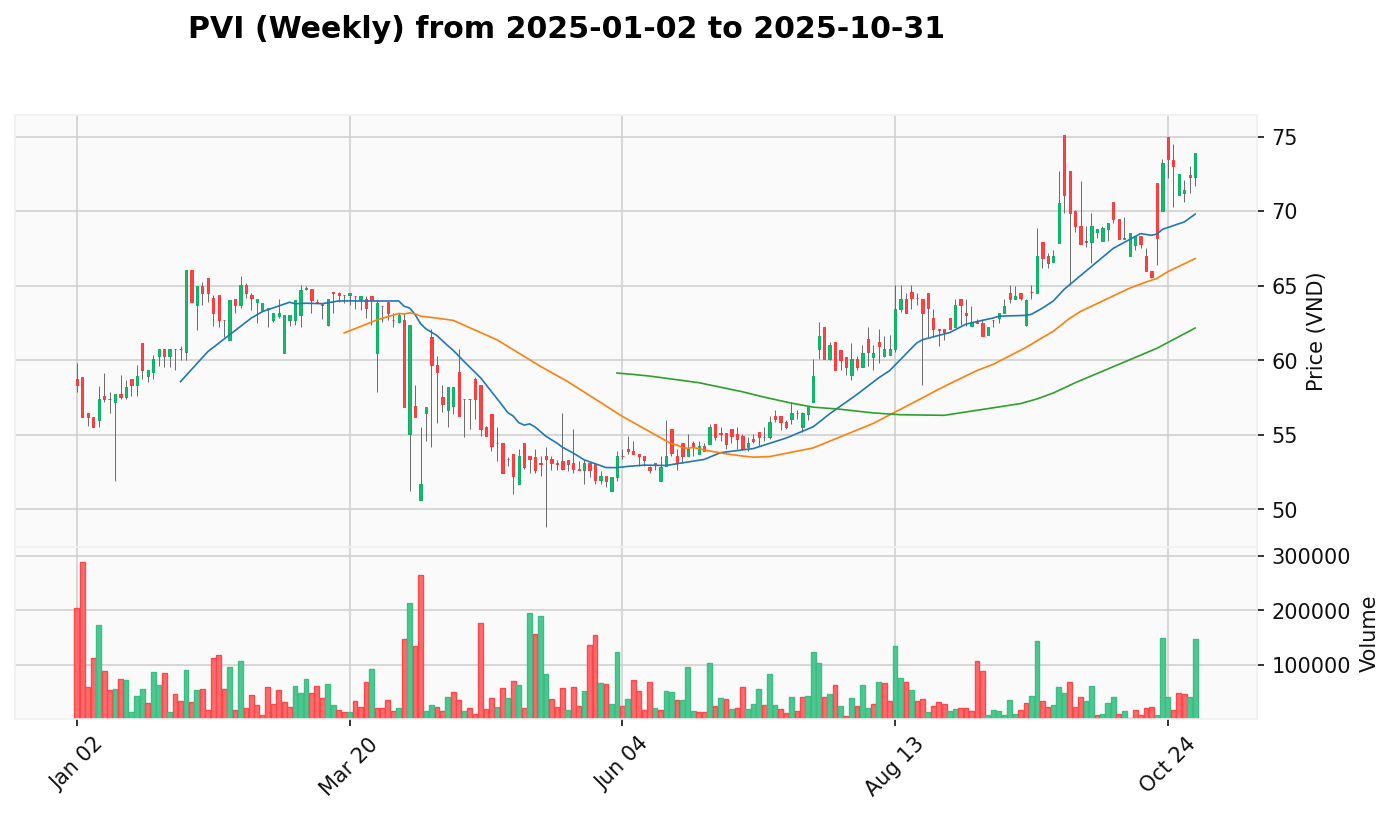 PVI (Weekly) from 2025-01-02 to 2025-10-31
75
70
65
60
55
50
Price (VND)
300000
200000
100000
Volume
Jan 02
Mar 20
Jun 04
Aug 13
Oct 24